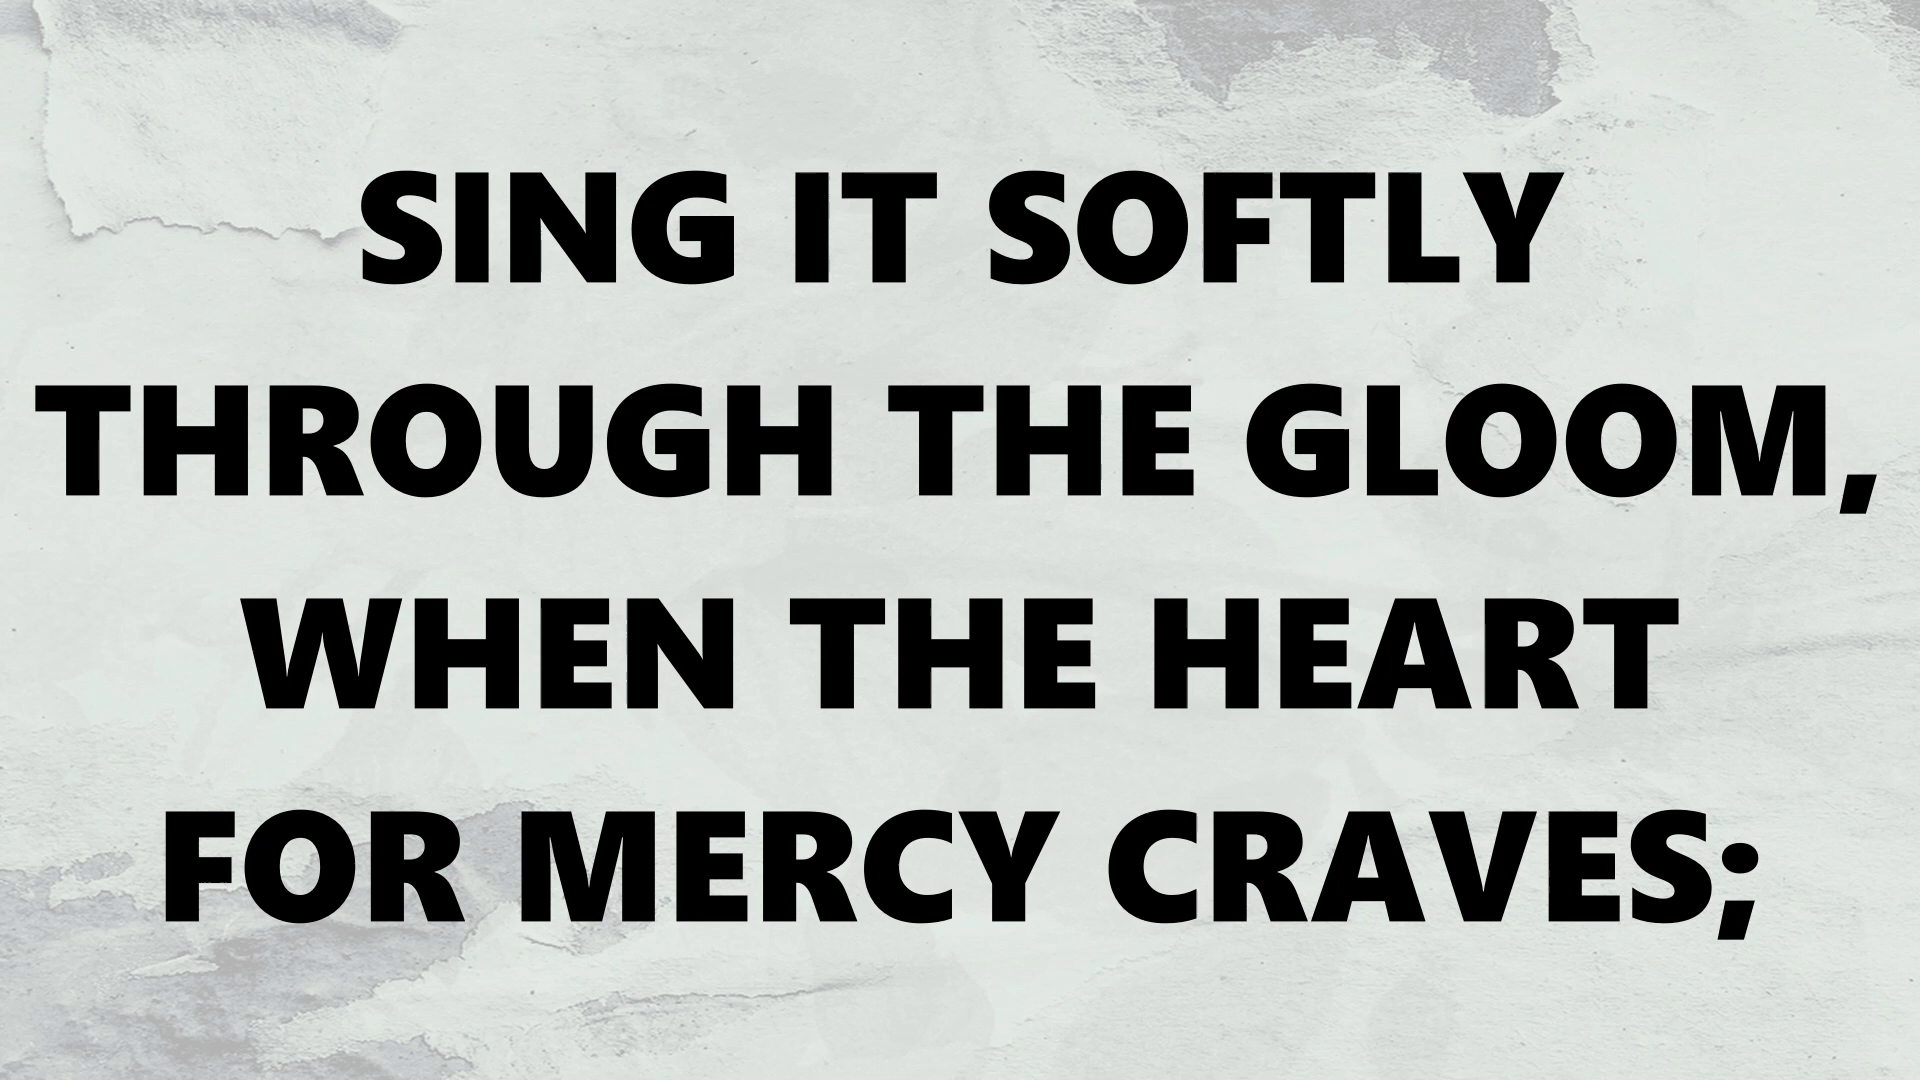 SING IT SOFTLY
THROUGH THE GLOOM,
WHEN THE HEART
FOR MERCY CRAVES;